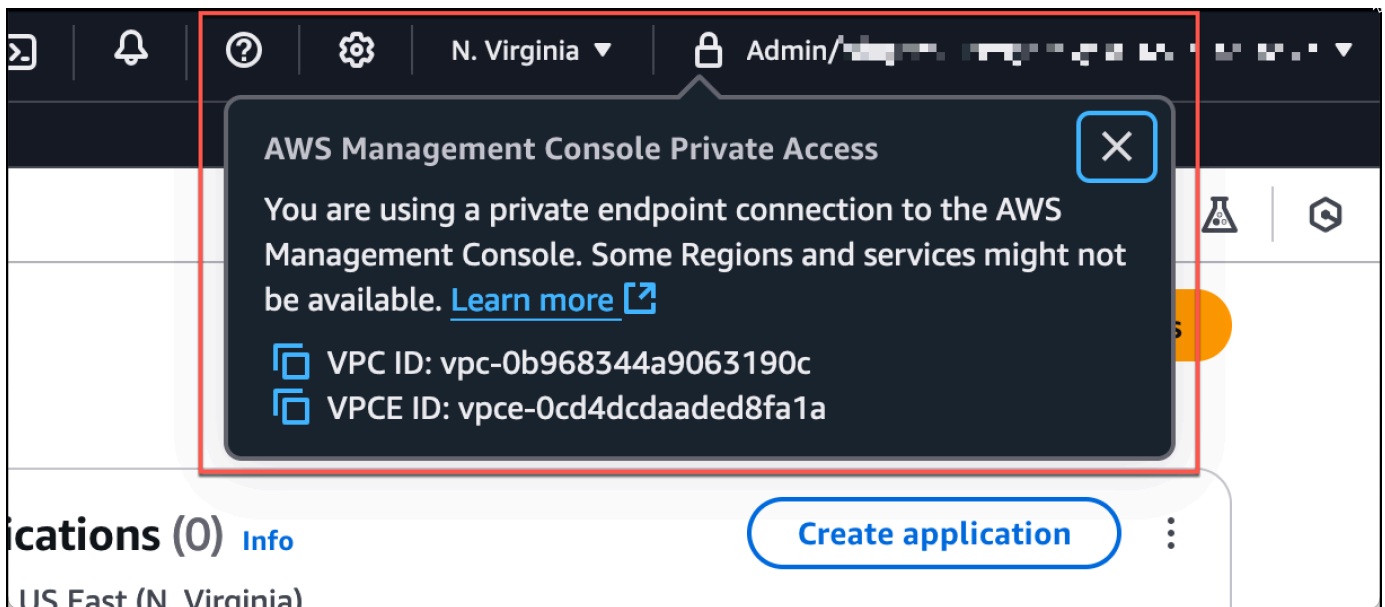 N. Virginia ▼ Admin/
AWS Management Console Private Access
You are using a private endpoint connection to the AWS
Management Console. Some Regions and services might not
be available. Learn more
VPC ID: vpc-0b968344a9063190c
VPCE ID: vpce-0cd4dcdaaded8fa1a
s
ications (0) Info
Create application
US East (N. Virginia)